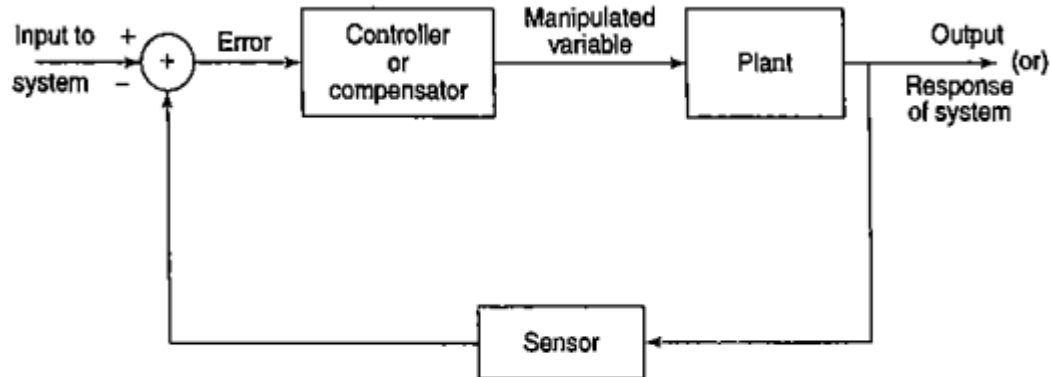 Input to
system
+
−
+
Error
Controller
or
compensator
Manipulated
variable
Plant
Output
(or)
Response
of system
Sensor